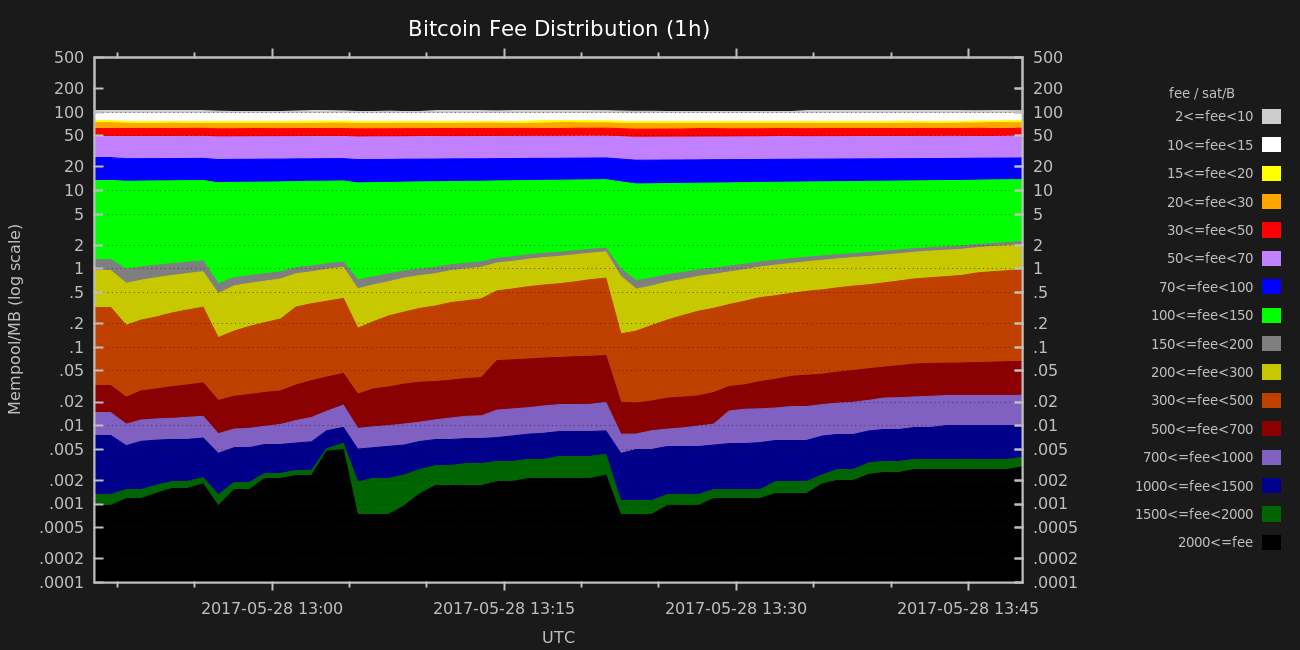 Bitcoin Fee Distribution (1h)
500
200
100
50
20
10
5
2
1
.5
.2
.1
.05
.02
.01
.005
.002
.001
.0005
.0002
.0001
Mempool/MB (log scale)
500
200
100
50
20
10
5
2
1
.5
.2
.1
.05
.02
.01
.005
.002
.001
.0005
.0002
.0001
2017-05-28 13:00 2017-05-28 13:15 2017-05-28 13:30 2017-05-28 13:45
UTC
fee / sat/B
2<=fee<10
10<=fee<15
15<=fee<20
20<=fee<30
30<=fee<50
50<=fee<70
70<=fee<100
100<=fee<150
150<=fee<200
200<=fee<300
300<=fee<500
500<=fee<700
700<=fee<1000
1000<=fee<1500
1500<=fee<2000
2000<=fee